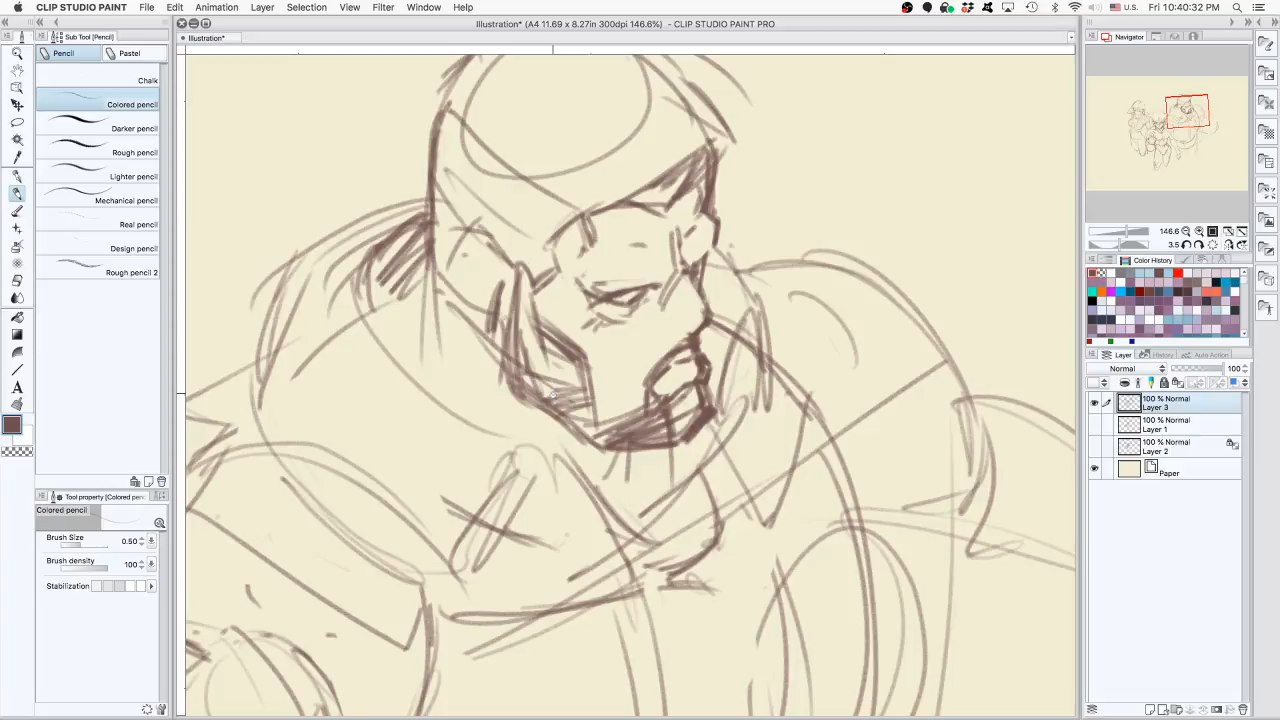 CLIP STUDIO PAINT File Edit Animation Layer Selection View Filter Window Help U.S. Fri 10:40:32 PM
Illustration* (A4 11.69 x 8.27in 300dpi 146.6%) - CLIP STUDIO PAINT PRO
Sub Tool [Pencil]
Illustration*
Navigator
Pencil Pastel
Chalk
Colored pencil
Darker pencil
Rough pencil
Lighter pencil
Mechanical pencil
Real pencil
Design pencil
Rough pencil 2
146.6
3.5
Color History
Layer History Auto Action
Normal 100
100 % Normal
Layer 3
100 % Normal
Layer 1
100 % Normal
Layer 2
Paper
Tool property [Colored penc
Colored pencil
Brush Size 0.50
Brush density 100
Stabilization
A